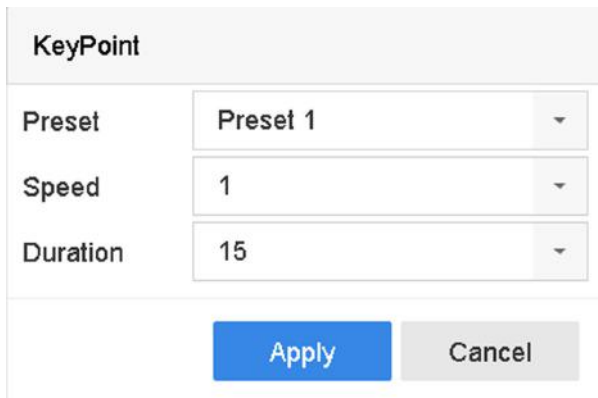 KeyPoint
Preset Preset 1
Speed 1
Duration 15
Apply Cancel